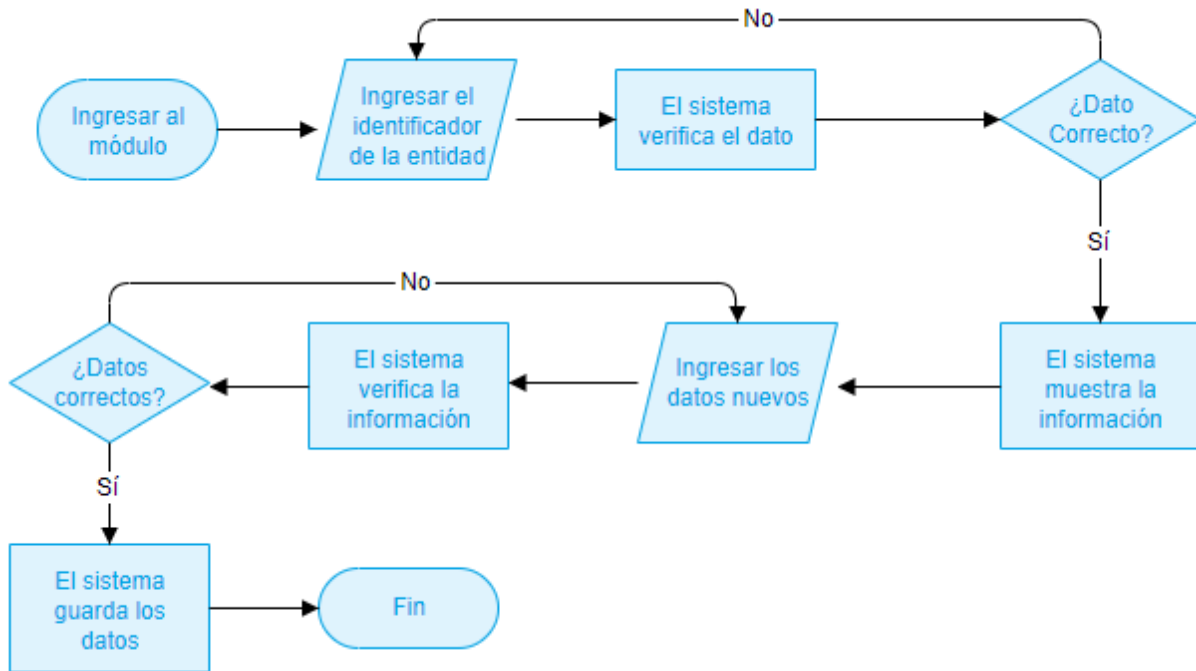 No
Ingresar al
módulo
Ingresar el
identificador
de la entidad
El sistema
verifica el dato
¿Dato
Correcto?
Sí
No
¿Datos
correctos?
El sistema
verifica la
información
Ingresar los
datos nuevos
El sistema
muestra la
información
Sí
El sistema
guarda los
datos
Fin